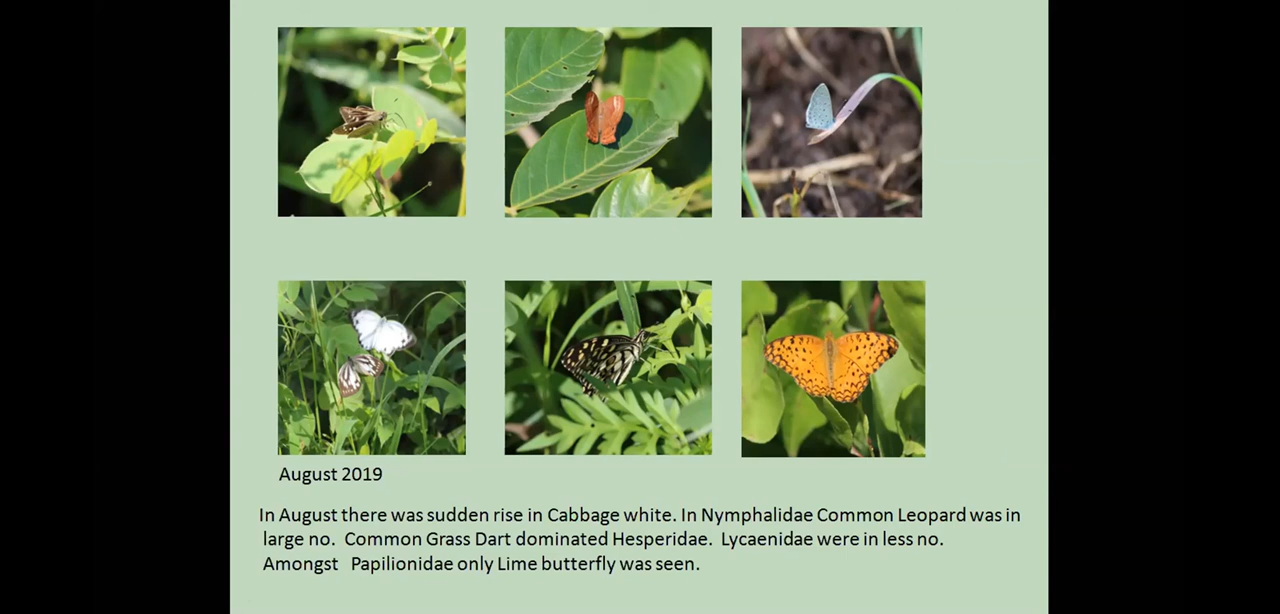 August 2019
In August there was sudden rise in Cabbage white. In Nymphalidae Common Leopard was in
large no. Common Grass Dart dominated Hesperidae. Lycaenidae were in less no.
Amongst Papilionidae only Lime butterfly was seen.